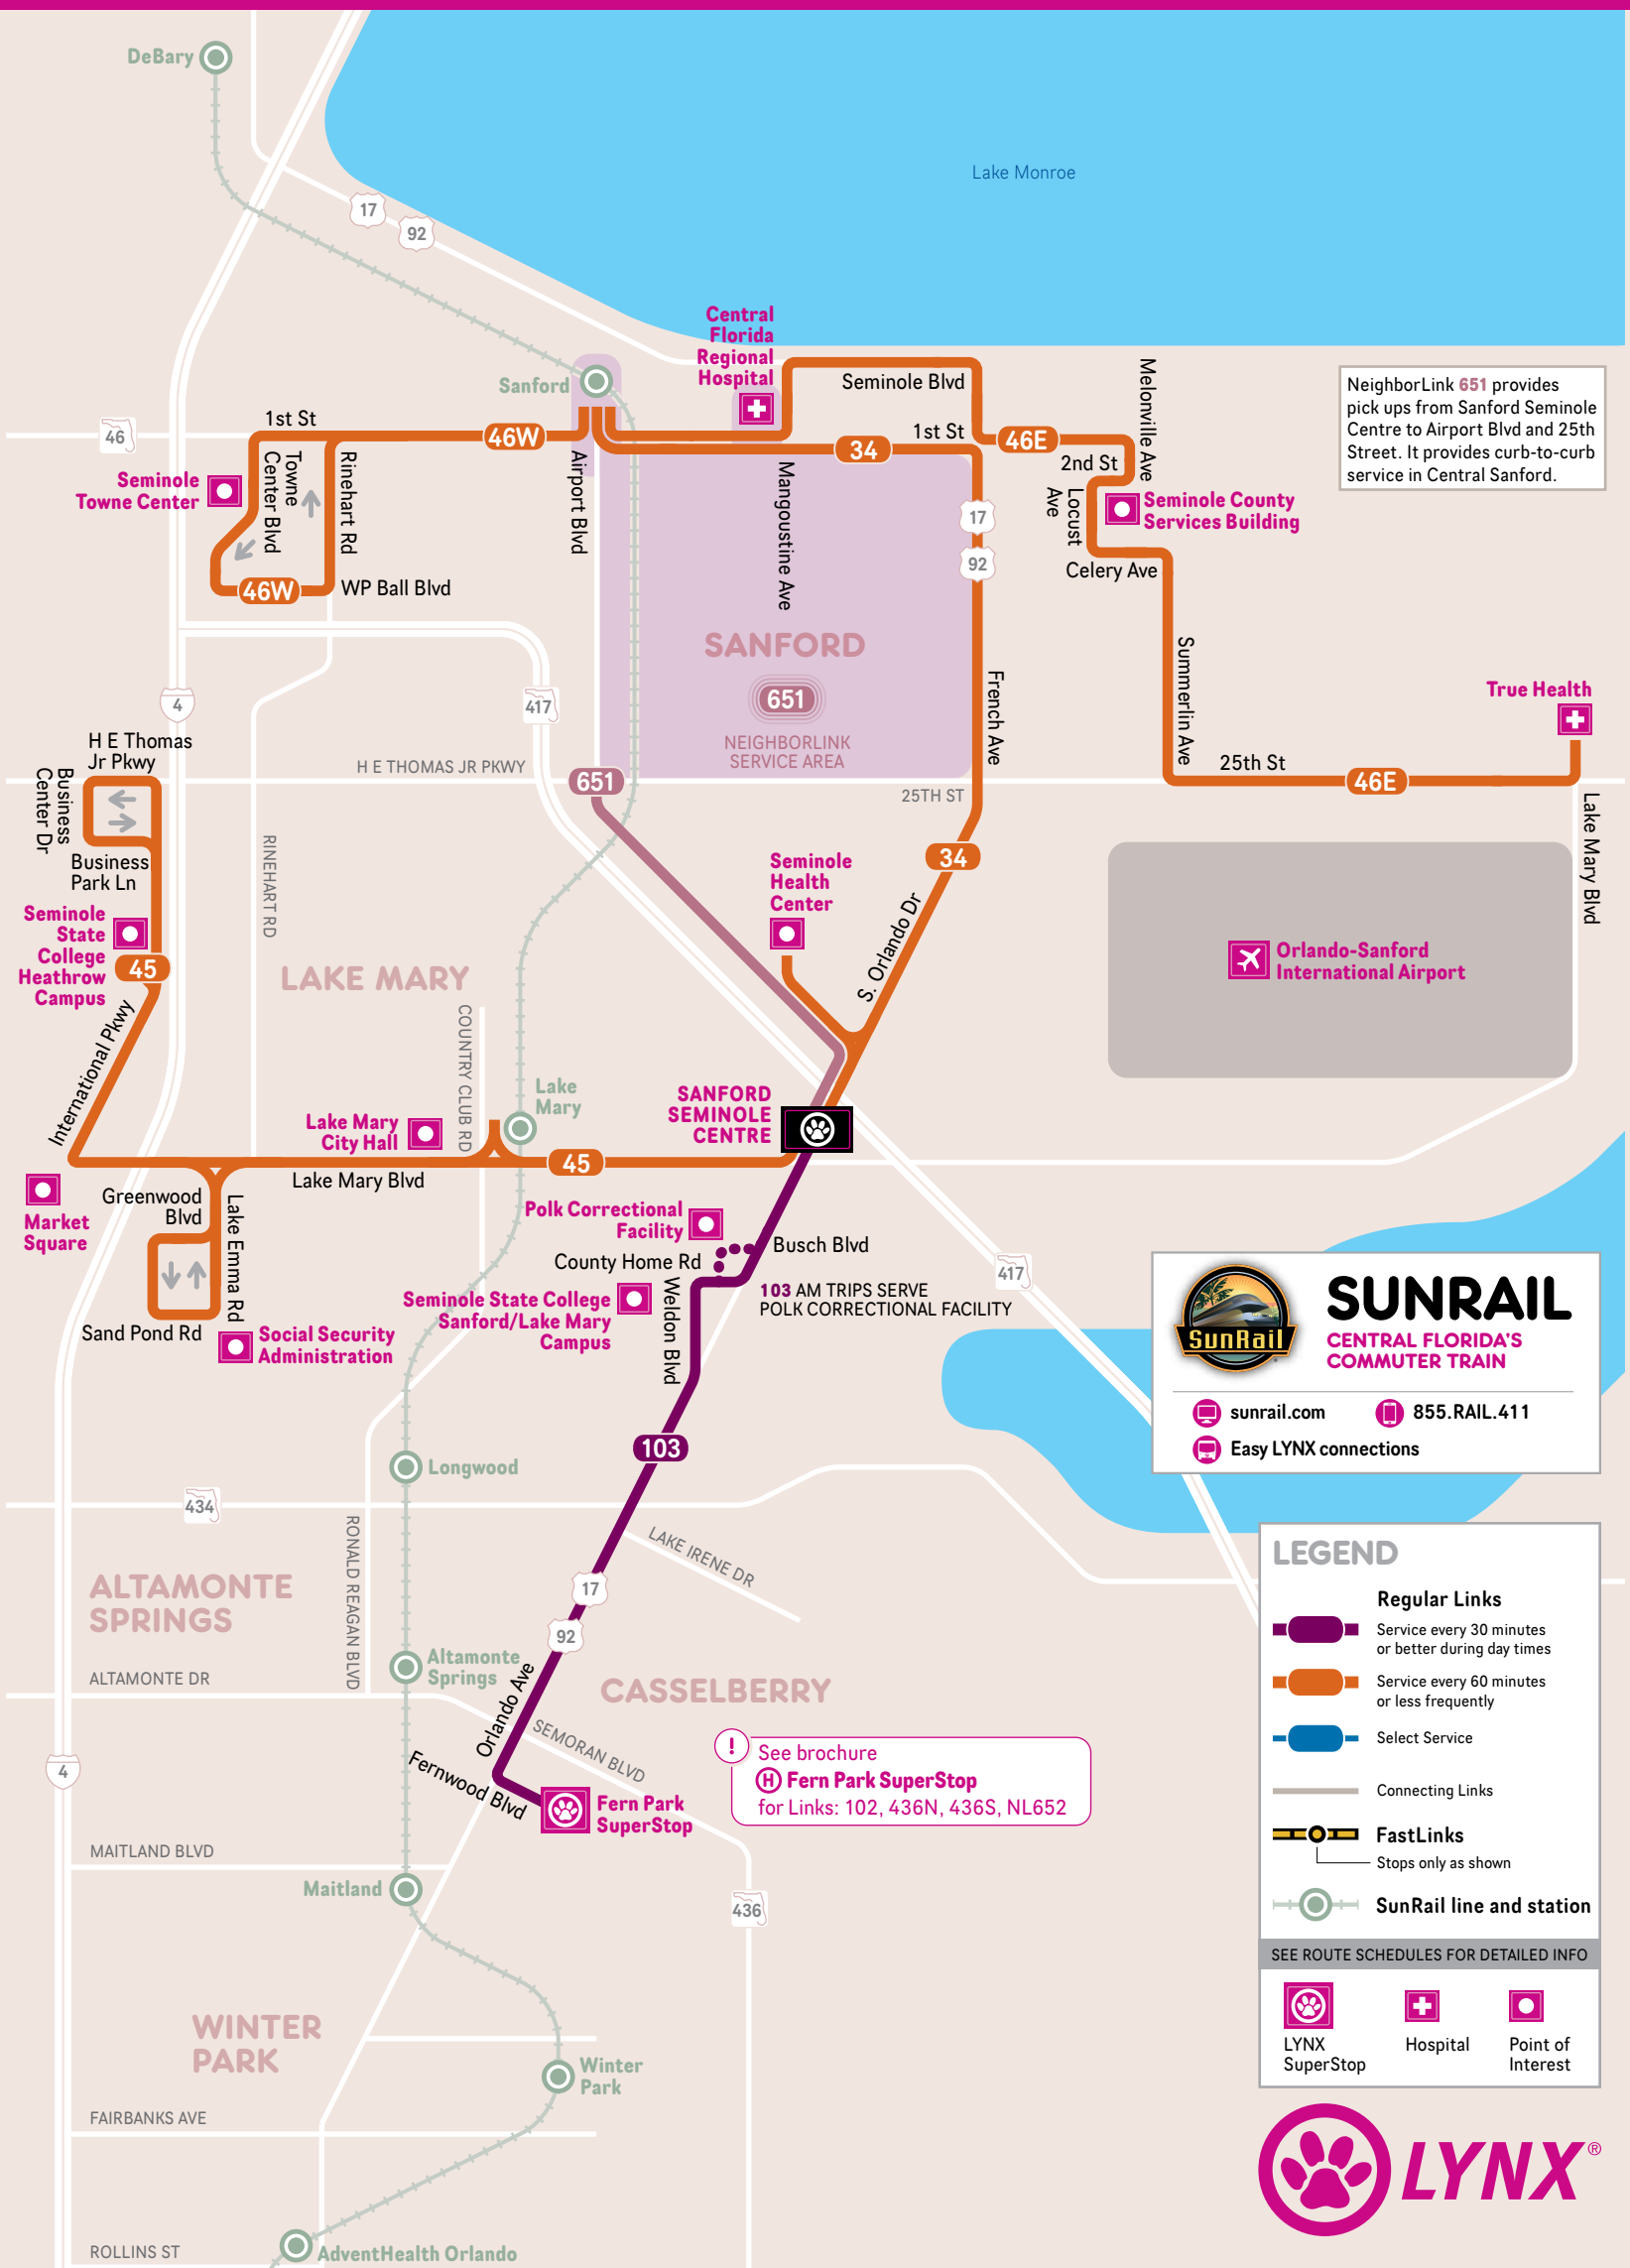 DeBary
17
92
Lake Monroe
Central
Florida
Regional
Hospital
Sanford
Seminole Blvd
Melonville Ave
NeighborLink 651 provides
pick ups from Sanford Seminole
Centre to Airport Blvd and 25th
Street. It provides curb-to-curb
service in Central Sanford.
46
1st St
46W
34
1st St
46E
2nd St
Locust
Ave
Seminole County
Services Building
Celery Ave
Seminole
Towne Center
Towne
Center Blvd
Rinehart Rd
46W
WP Ball Blvd
Airport Blvd
Mangoustine Ave
17
92
SANFORD
651
NEIGHBORLINK
SERVICE AREA
French Ave
Summerlin Ave
True Health
4
417
H E Thomas
Jr Pkwy
H E THOMAS JR PKWY
651
25TH ST
25th St
46E
Business
Center Dr
Business
Park Ln
RINEHART RD
34
Lake Mary Blvd
Seminole
Health
Center
S. Orlando Dr
Seminole
State
College
Heathrow
Campus
45
LAKE MARY
Orlando-Sanford
International Airport
International Pkwy
COUNTRY CLUB RD
Lake
Mary
Lake Mary
City Hall
SANFORD
SEMINOLE
CENTRE
45
Lake Mary Blvd
Market
Square
Greenwood
Blvd
Lake Emma Rd
Sand Pond Rd
Social Security
Administration
Polk Correctional
Facility
County Home Rd
Busch Blvd
Weldon Blvd
103 AM TRIPS SERVE
POLK CORRECTIONAL FACILITY
Seminole State College
Sanford/Lake Mary
Campus
417
SunRail
SUNRAIL
CENTRAL FLORIDA'S
COMMUTER TRAIN
sunrail.com
855.RAIL.411
Easy LYNX connections
103
Longwood
434
RONALD REAGAN BLVD
LAKE IRENE DR
ALTAMONTE
SPRINGS
17
92
Altamonte
Springs
ALTAMONTE DR
Orlando Ave
CASSELBERRY
SEMORAN BLVD
4
Fernwood Blvd
Fern Park
SuperStop
!
See brochure
H Fern Park SuperStop
for Links: 102, 436N, 436S, NL652
MAITLAND BLVD
Maitland
436
WINTER
PARK
Winter
Park
FAIRBANKS AVE
ROLLINS ST
AdventHealth Orlando
LEGEND
Regular Links
Service every 30 minutes
or better during day times
Service every 60 minutes
or less frequently
Select Service
Connecting Links
FastLinks
Stops only as shown
SunRail line and station
SEE ROUTE SCHEDULES FOR DETAILED INFO
LYNX
SuperStop
Hospital
Point of
Interest
LYNX®